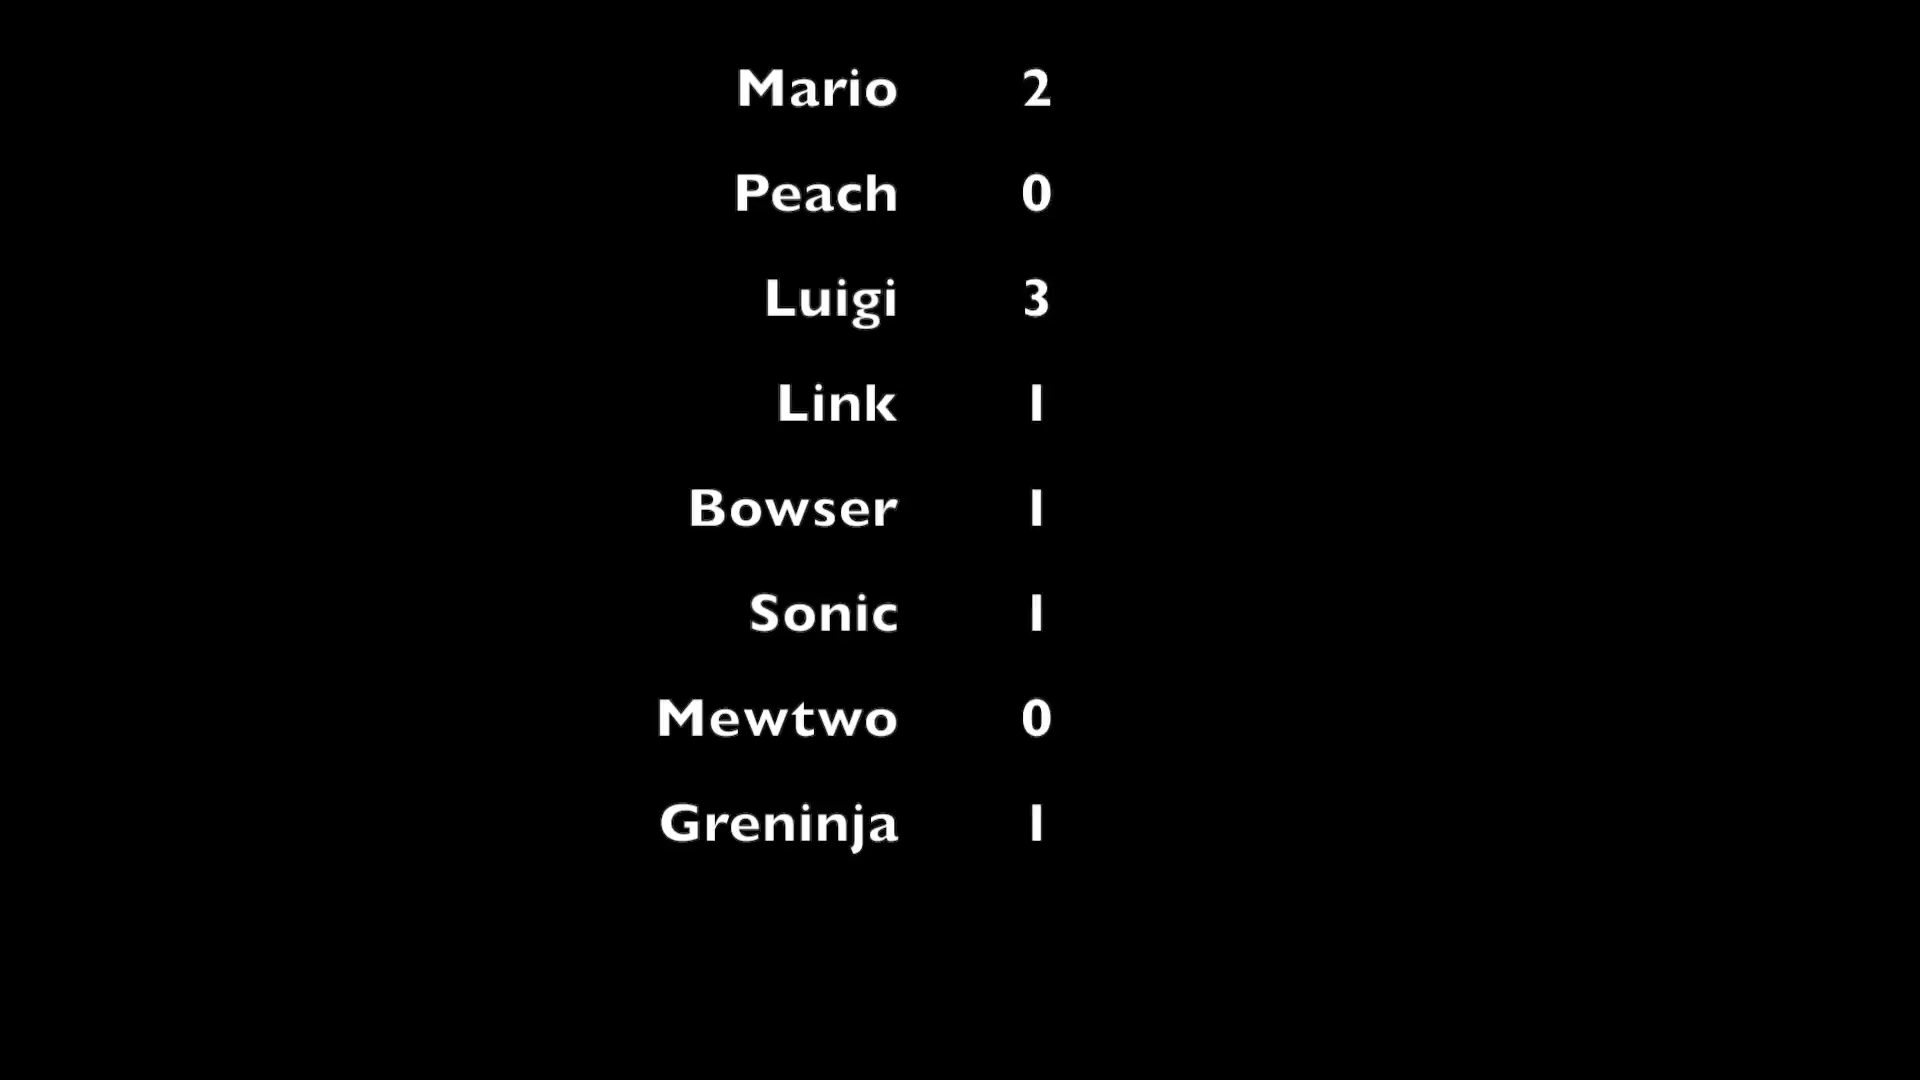 Mario 2
Peach 0
Luigi 3
Link 1
Bowser 1
Sonic 1
Mewtwo 0
Greninja 1